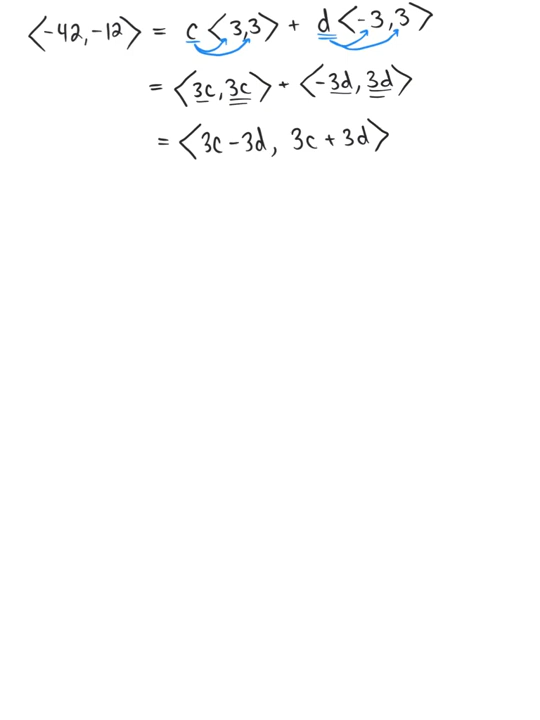 ⟨-42,-12⟩ = c⟨3,3⟩ + d⟨-3,3⟩
= ⟨3c,3c⟩ + ⟨-3d,3d⟩
= ⟨3c-3d, 3c+3d⟩